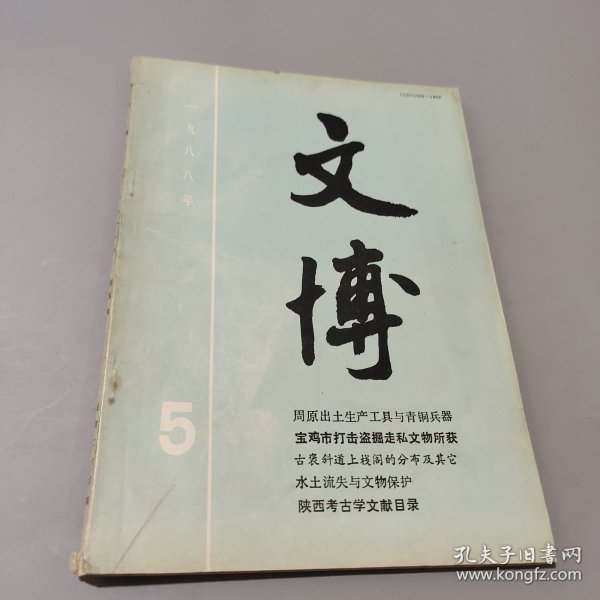 一九八八年
文博
5
周原出土生产工具与青铜兵器
宝鸡市打击盗掘走私文物所获
古褒斜道上栈阁的分布及其它
水土流失与文物保护
陕西考古学文献目录
孔夫子旧书网
www.kongfz.com